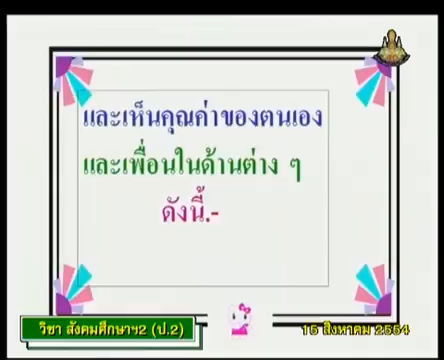 และเห็นคุณค่าของตนเอง
และเพื่อนในด้านต่าง ๆ
ดังนี้.-
วิชา สังคมศึกษาฯ2 (ป.2)
15 สิงหาคม 2554